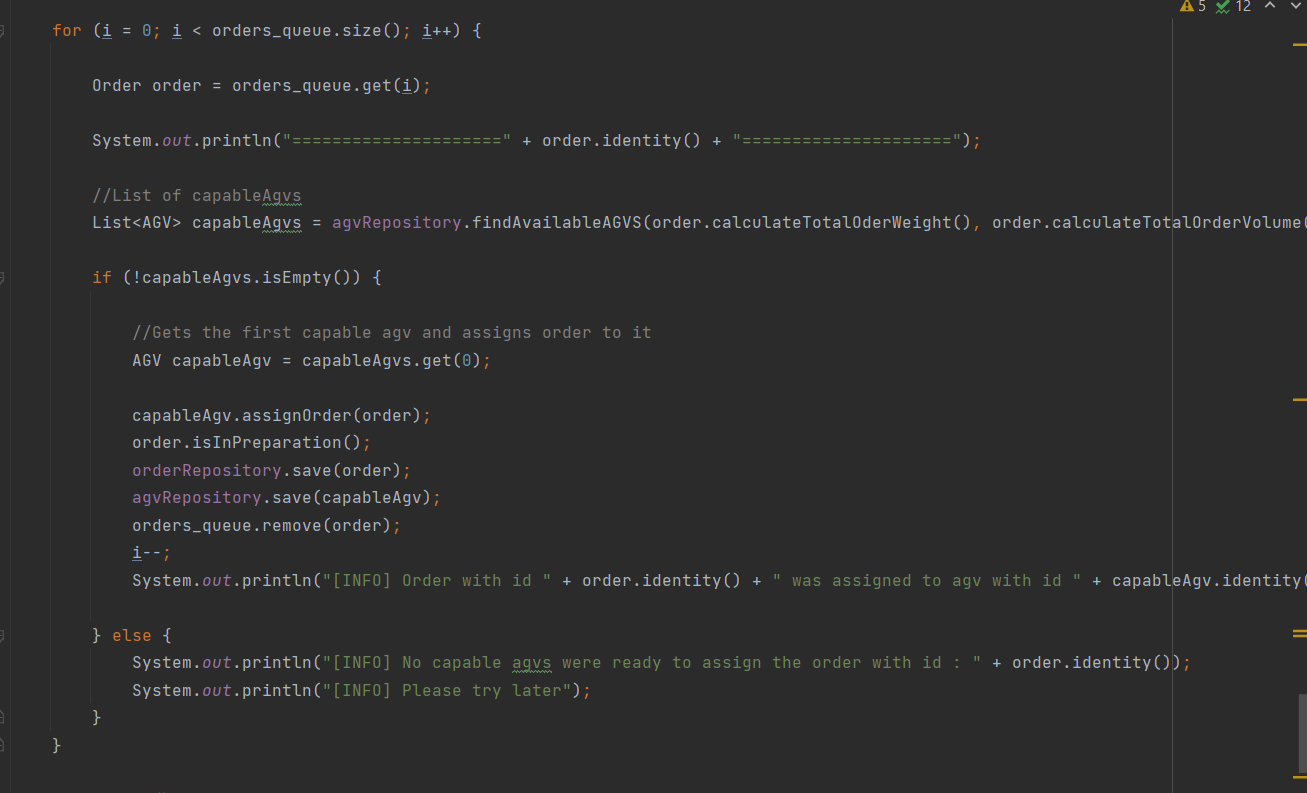 5 12
for (i = 0; i < orders_queue.size(); i++) {
Order order = orders_queue.get(i);
System.out.println("=====================" + order.identity() + "=====================");
//List of capableAgvs
List<AGV> capableAgvs = agvRepository.findAvailableAGVS(order.calculateTotalOderWeight(), order.calculateTotalOrderVolume(
if (!capableAgvs.isEmpty()) {
//Gets the first capable agv and assigns order to it
AGV capableAgv = capableAgvs.get(0);
capableAgv.assignOrder(order);
order.isInPreparation();
orderRepository.save(order);
agvRepository.save(capableAgv);
orders_queue.remove(order);
i--;
System.out.println("[INFO] Order with id " + order.identity() + " was assigned to agv with id " + capableAgv.identity(
} else {
System.out.println("[INFO] No capable agvs were ready to assign the order with id : " + order.identity());
System.out.println("[INFO] Please try later");
}
}